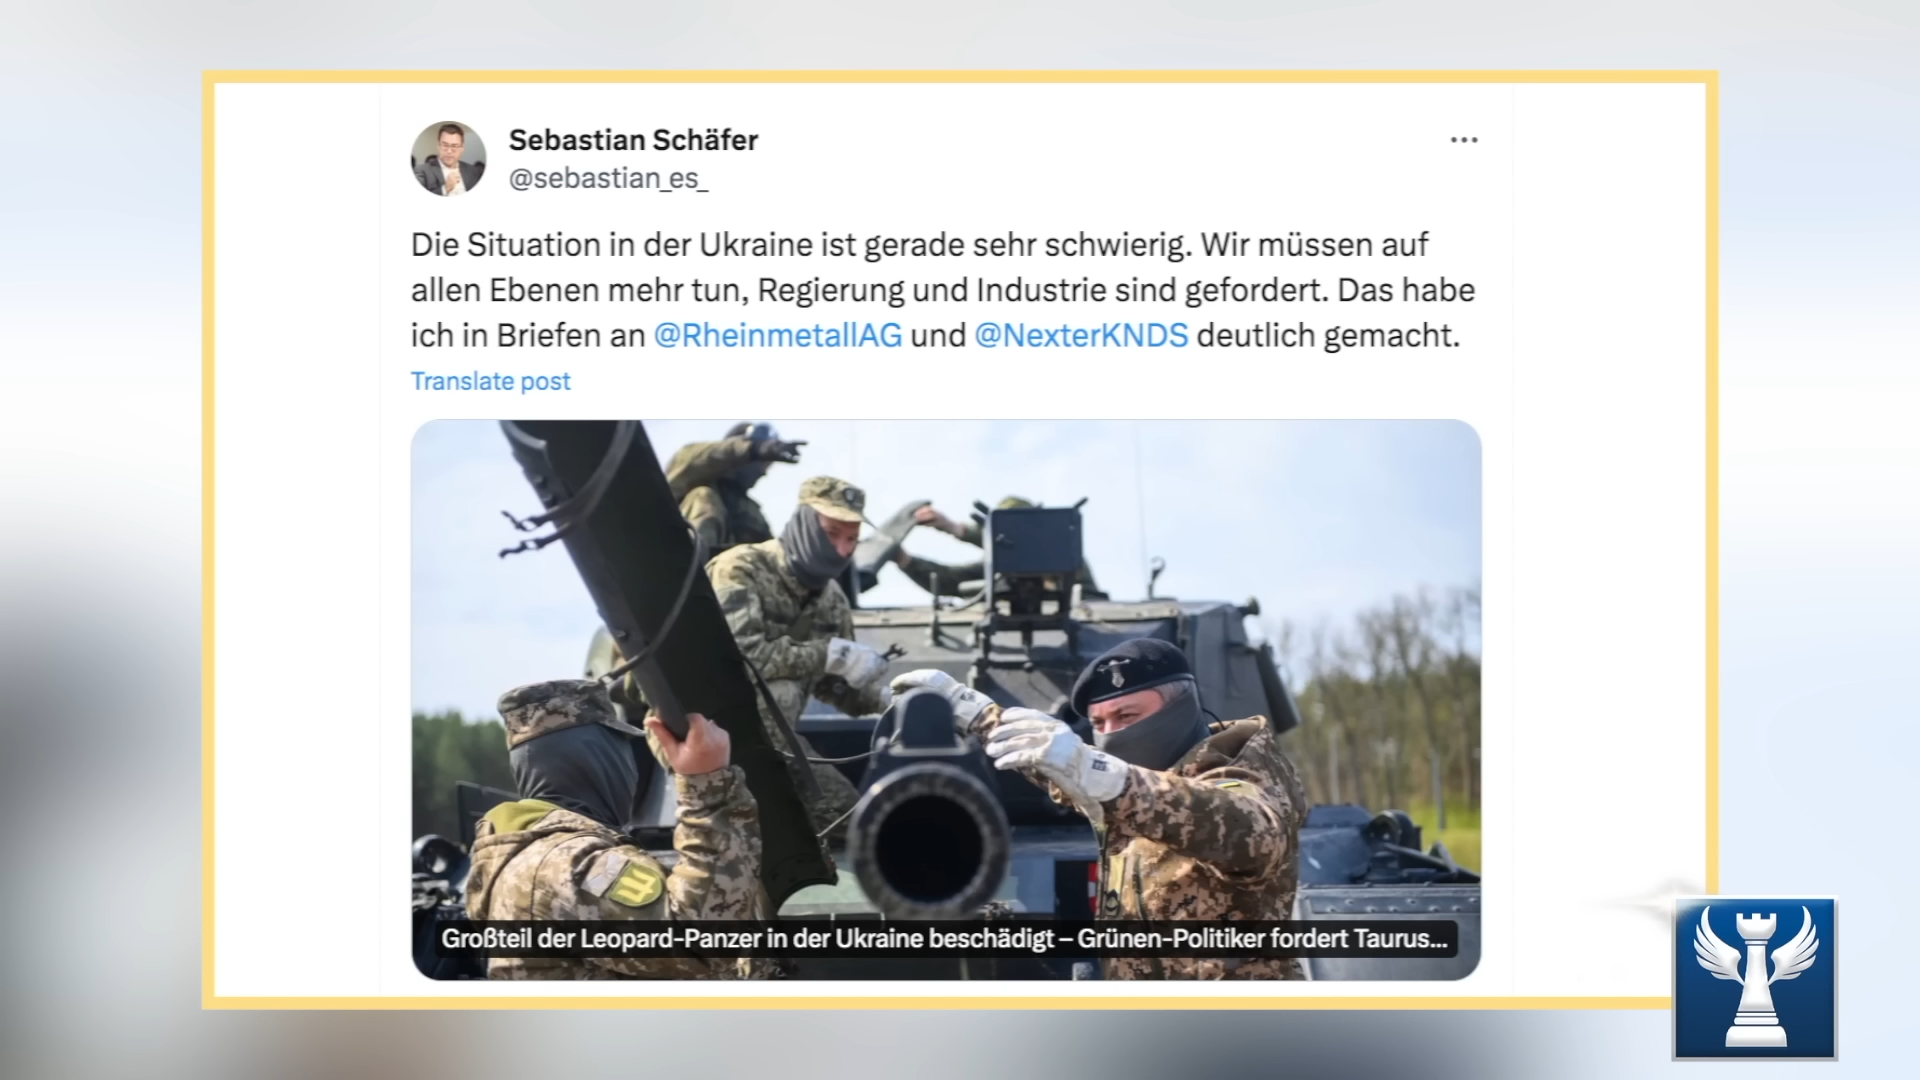 Sebastian Schäfer
@sebastian_es_
Die Situation in der Ukraine ist gerade sehr schwierig. Wir müssen auf
allen Ebenen mehr tun, Regierung und Industrie sind gefordert. Das habe
ich in Briefen an @RheinmetallAG und @NexterKNDS deutlich gemacht.
Translate post
Großteil der Leopard-Panzer in der Ukraine beschädigt – Grünen-Politiker fordert Taurus...